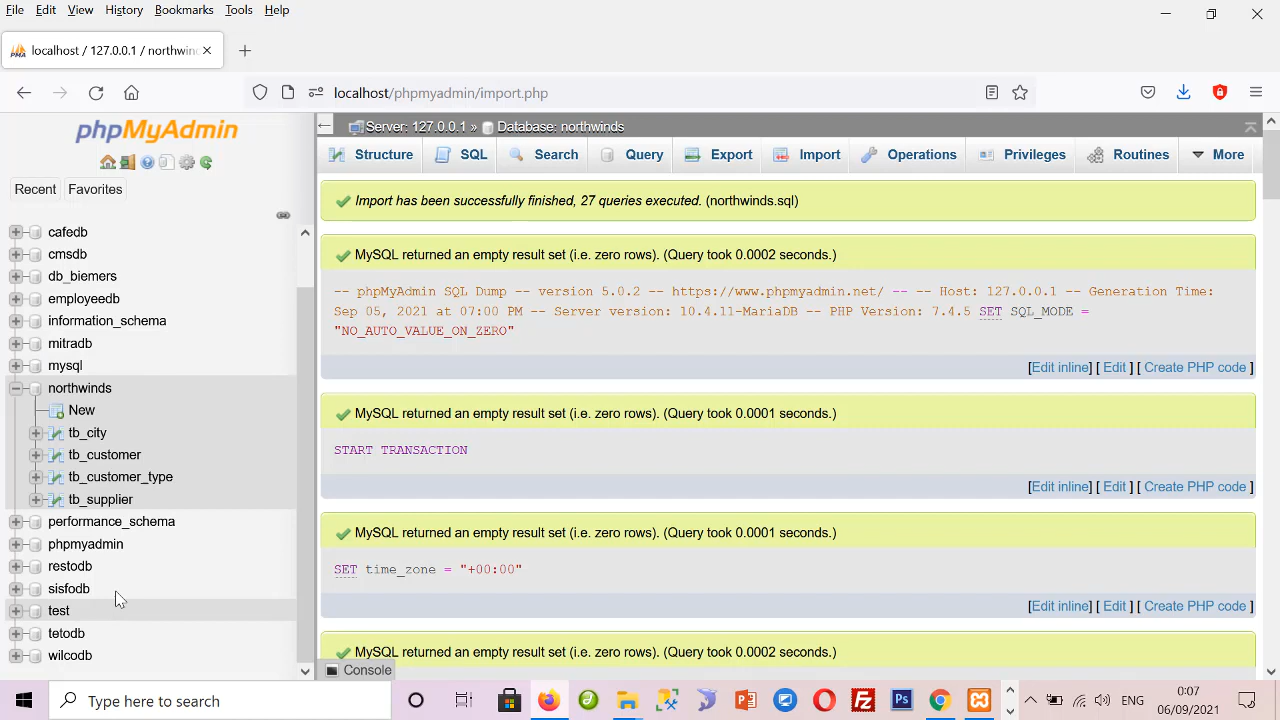 File Edit View History Bookmarks Tools Help
PMA localhost / 127.0.0.1 / northwin
localhost/phpmyadmin/import.php
phpMyAdmin
Recent Favorites
cafedb
cmsdb
db_biemers
employeedb
information_schema
mitradb
mysql
northwinds
New
tb_city
tb_customer
tb_customer_type
tb_supplier
performance_schema
phpmyadmin
restodb
sisfodb
test
tetodb
wilcodb
Server: 127.0.0.1 » Database: northwinds
Structure SQL Search Query Export Import Operations Privileges Routines More
Import has been successfully finished, 27 queries executed. (northwinds.sql)
MySQL returned an empty result set (i.e. zero rows). (Query took 0.0002 seconds.)
-- phpMyAdmin SQL Dump -- version 5.0.2 -- https://www.phpmyadmin.net/ -- -- Host: 127.0.0.1 -- Generation Time:
Sep 05, 2021 at 07:00 PM -- Server version: 10.4.11-MariaDB -- PHP Version: 7.4.5 SET SQL_MODE =
"NO_AUTO_VALUE_ON_ZERO"
[Edit inline] [ Edit ] [ Create PHP code ]
MySQL returned an empty result set (i.e. zero rows). (Query took 0.0001 seconds.)
START TRANSACTION
[Edit inline] [ Edit ] [ Create PHP code ]
MySQL returned an empty result set (i.e. zero rows). (Query took 0.0001 seconds.)
SET time_zone = "+00:00"
[Edit inline] [ Edit ] [ Create PHP code ]
MySQL returned an empty result set (i.e. zero rows). (Query took 0.0002 seconds.)
Console
Type here to search
ENG
0:07
06/09/2021